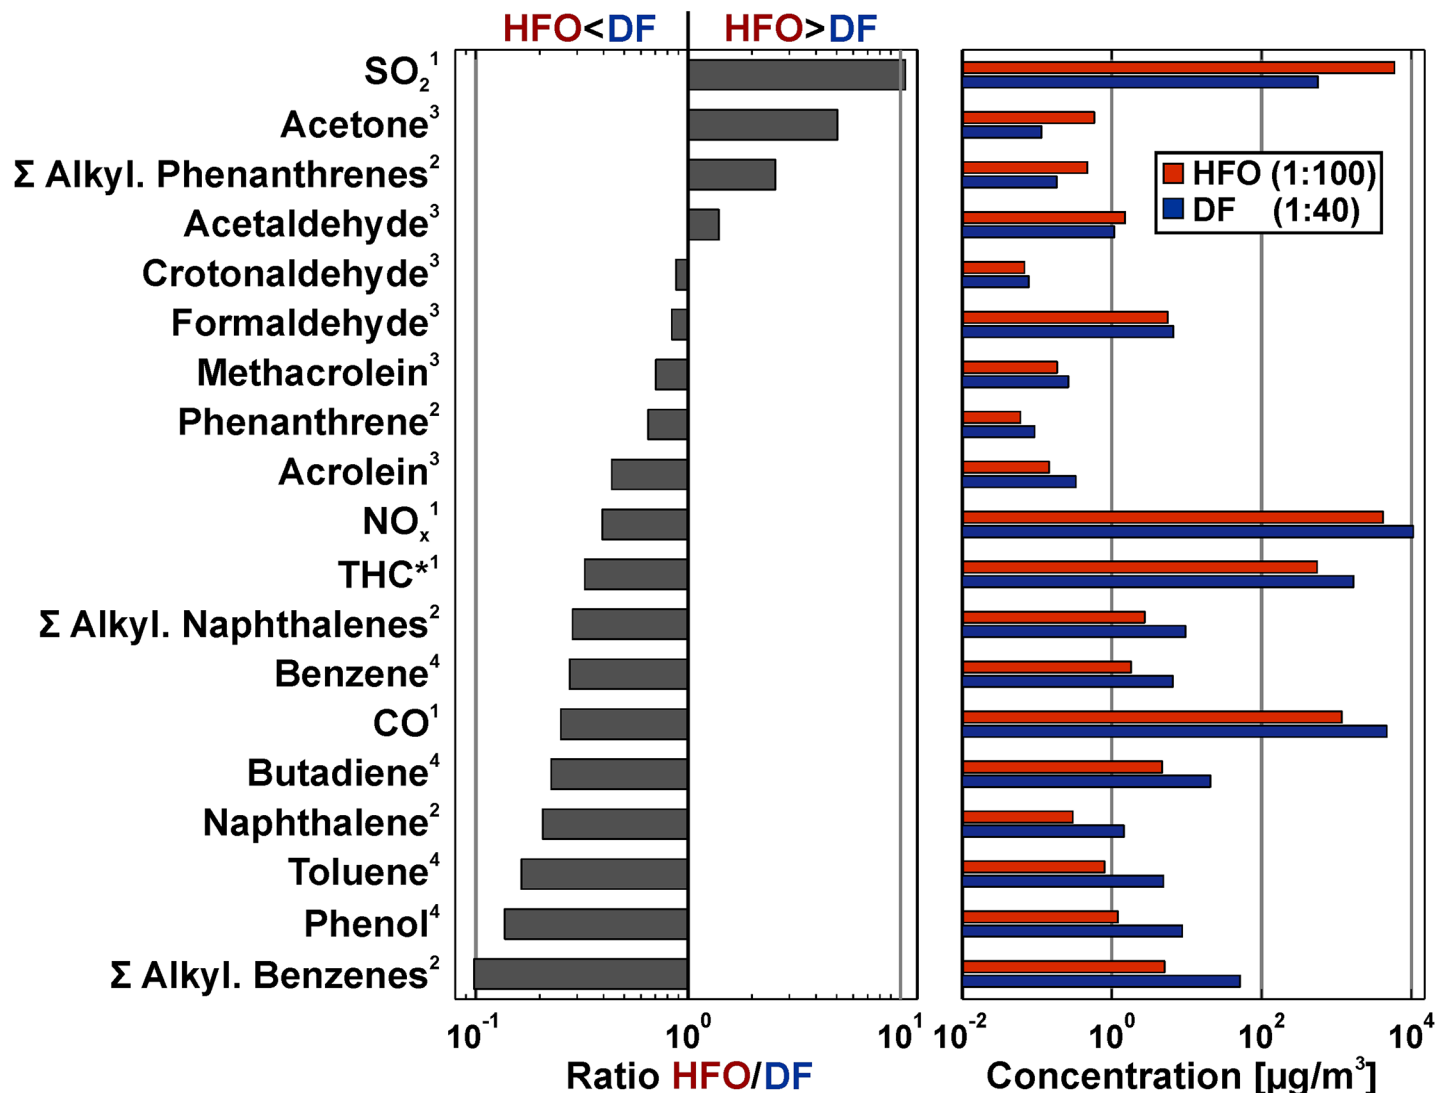 HFO<DF HFO>DF
SO₂¹
Acetone³
Σ Alkyl. Phenanthrenes²
Acetaldehyde³
Crotonaldehyde³
Formaldehyde³
Methacrolein³
Phenanthrene²
Acrolein³
NOₓ¹
THC*¹
Σ Alkyl. Naphthalenes²
Benzene⁴
CO¹
Butadiene⁴
Naphthalene²
Toluene⁴
Phenol⁴
Σ Alkyl. Benzenes²
HFO (1:100)
DF (1:40)
10⁻¹ 10⁰ 10¹ 10⁻² 10⁰ 10² 10⁴
Ratio HFO/DF Concentration [µg/m³]